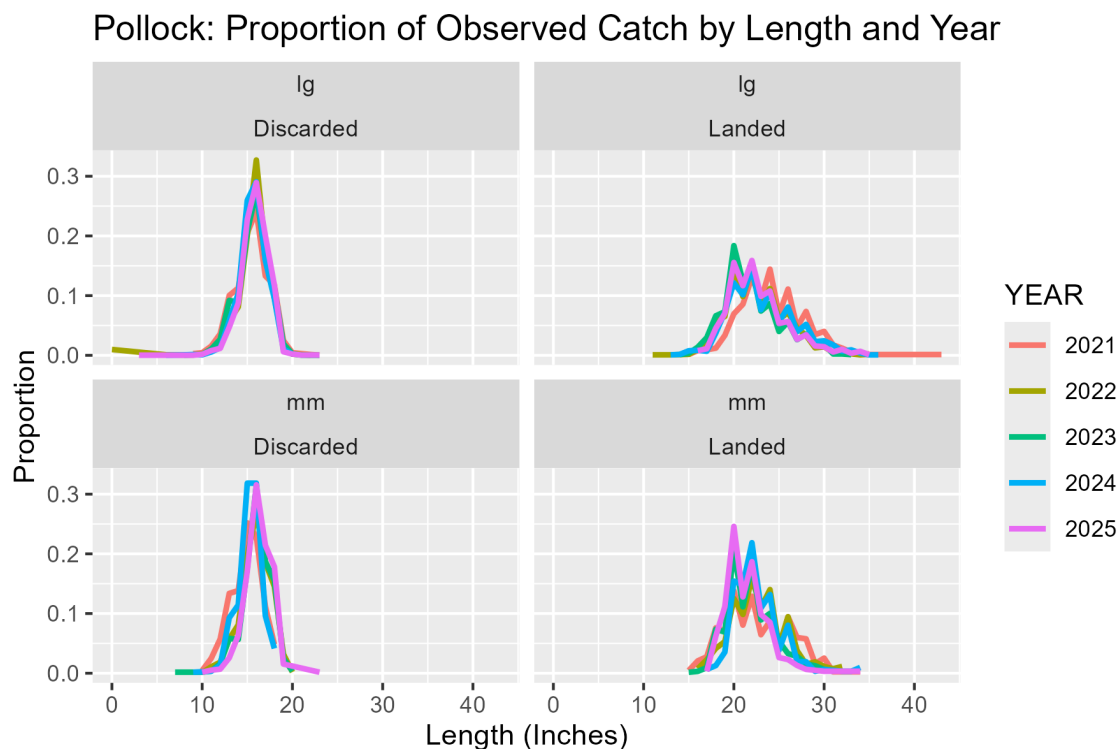 Pollock: Proportion of Observed Catch by Length and Year
lg
Discarded
lg
Landed
0.3
0.2
0.1
0.0
mm
Discarded
mm
Landed
0.3
0.2
0.1
0.0
0
10
20
30
40
0
10
20
30
40
Length (Inches)
Proportion
YEAR
2021
2022
2023
2024
2025